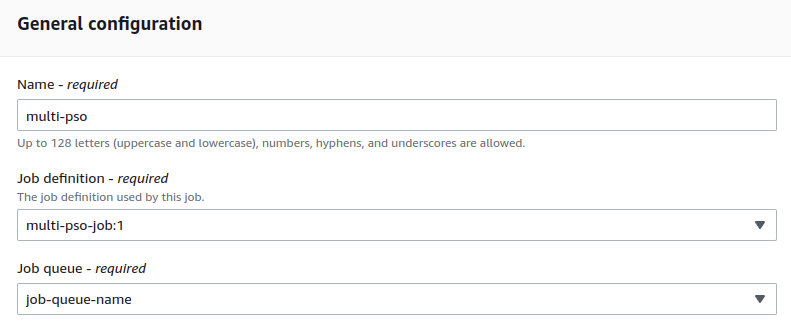 General configuration
Name - required
multi-pso
Up to 128 letters (uppercase and lowercase), numbers, hyphens, and underscores are allowed.
Job definition - required
The job definition used by this job.
multi-pso-job:1
Job queue - required
job-queue-name